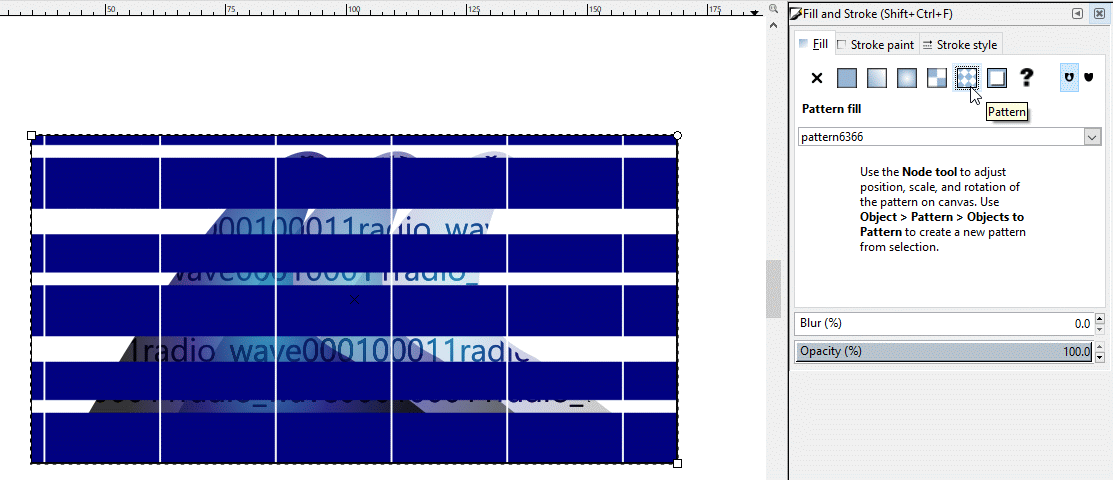 50 75 100 125 150 175
Fill and Stroke (Shift+Ctrl+F)
Fill Stroke paint Stroke style
Pattern
Pattern fill
pattern6366
Use the Node tool to adjust
position, scale, and rotation of
the pattern on canvas. Use
Object > Pattern > Objects to
Pattern to create a new pattern
from selection.
Blur (%) 0.0
Opacity (%) 100.0
00100011radio_wav
wave000100011radio_
1radio_wave000100011radio